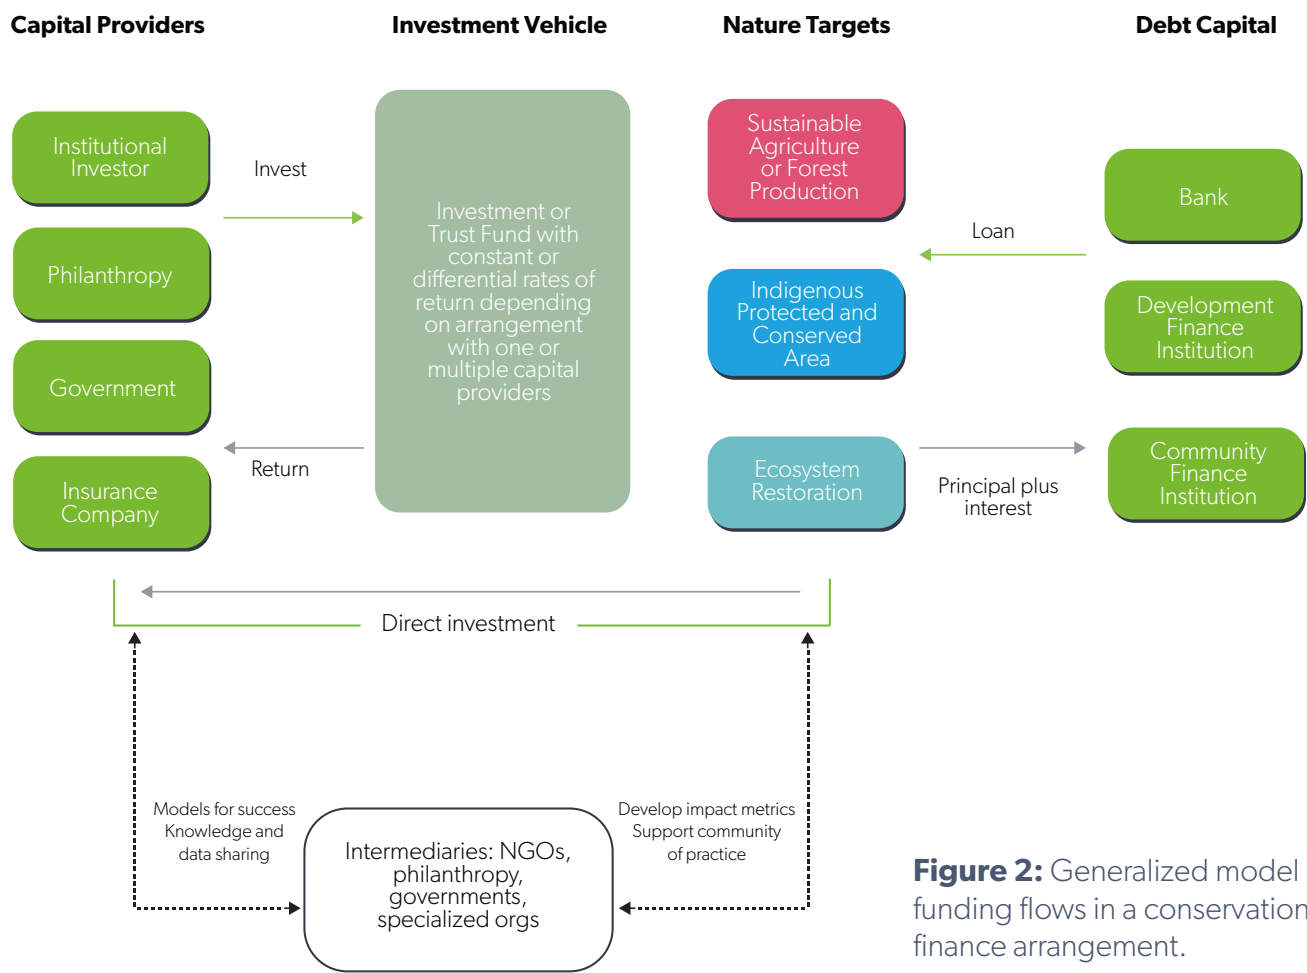 Capital Providers
Investment Vehicle
Nature Targets
Debt Capital
Institutional
Investor
Philanthropy
Government
Insurance
Company
Invest
Return
Investment or
Trust Fund with
constant or
differential rates of
return depending
on arrangement
with one or
multiple capital
providers
Sustainable
Agriculture
or Forest
Production
Indigenous
Protected and
Conserved
Area
Ecosystem
Restoration
Loan
Principal plus
interest
Bank
Development
Finance
Institution
Community
Finance
Institution
Direct investment
Models for success
Knowledge and
data sharing
Intermediaries: NGOs,
philanthropy,
governments,
specialized orgs
Develop impact metrics
Support community
of practice
Figure 2: Generalized model
funding flows in a conservation
finance arrangement.